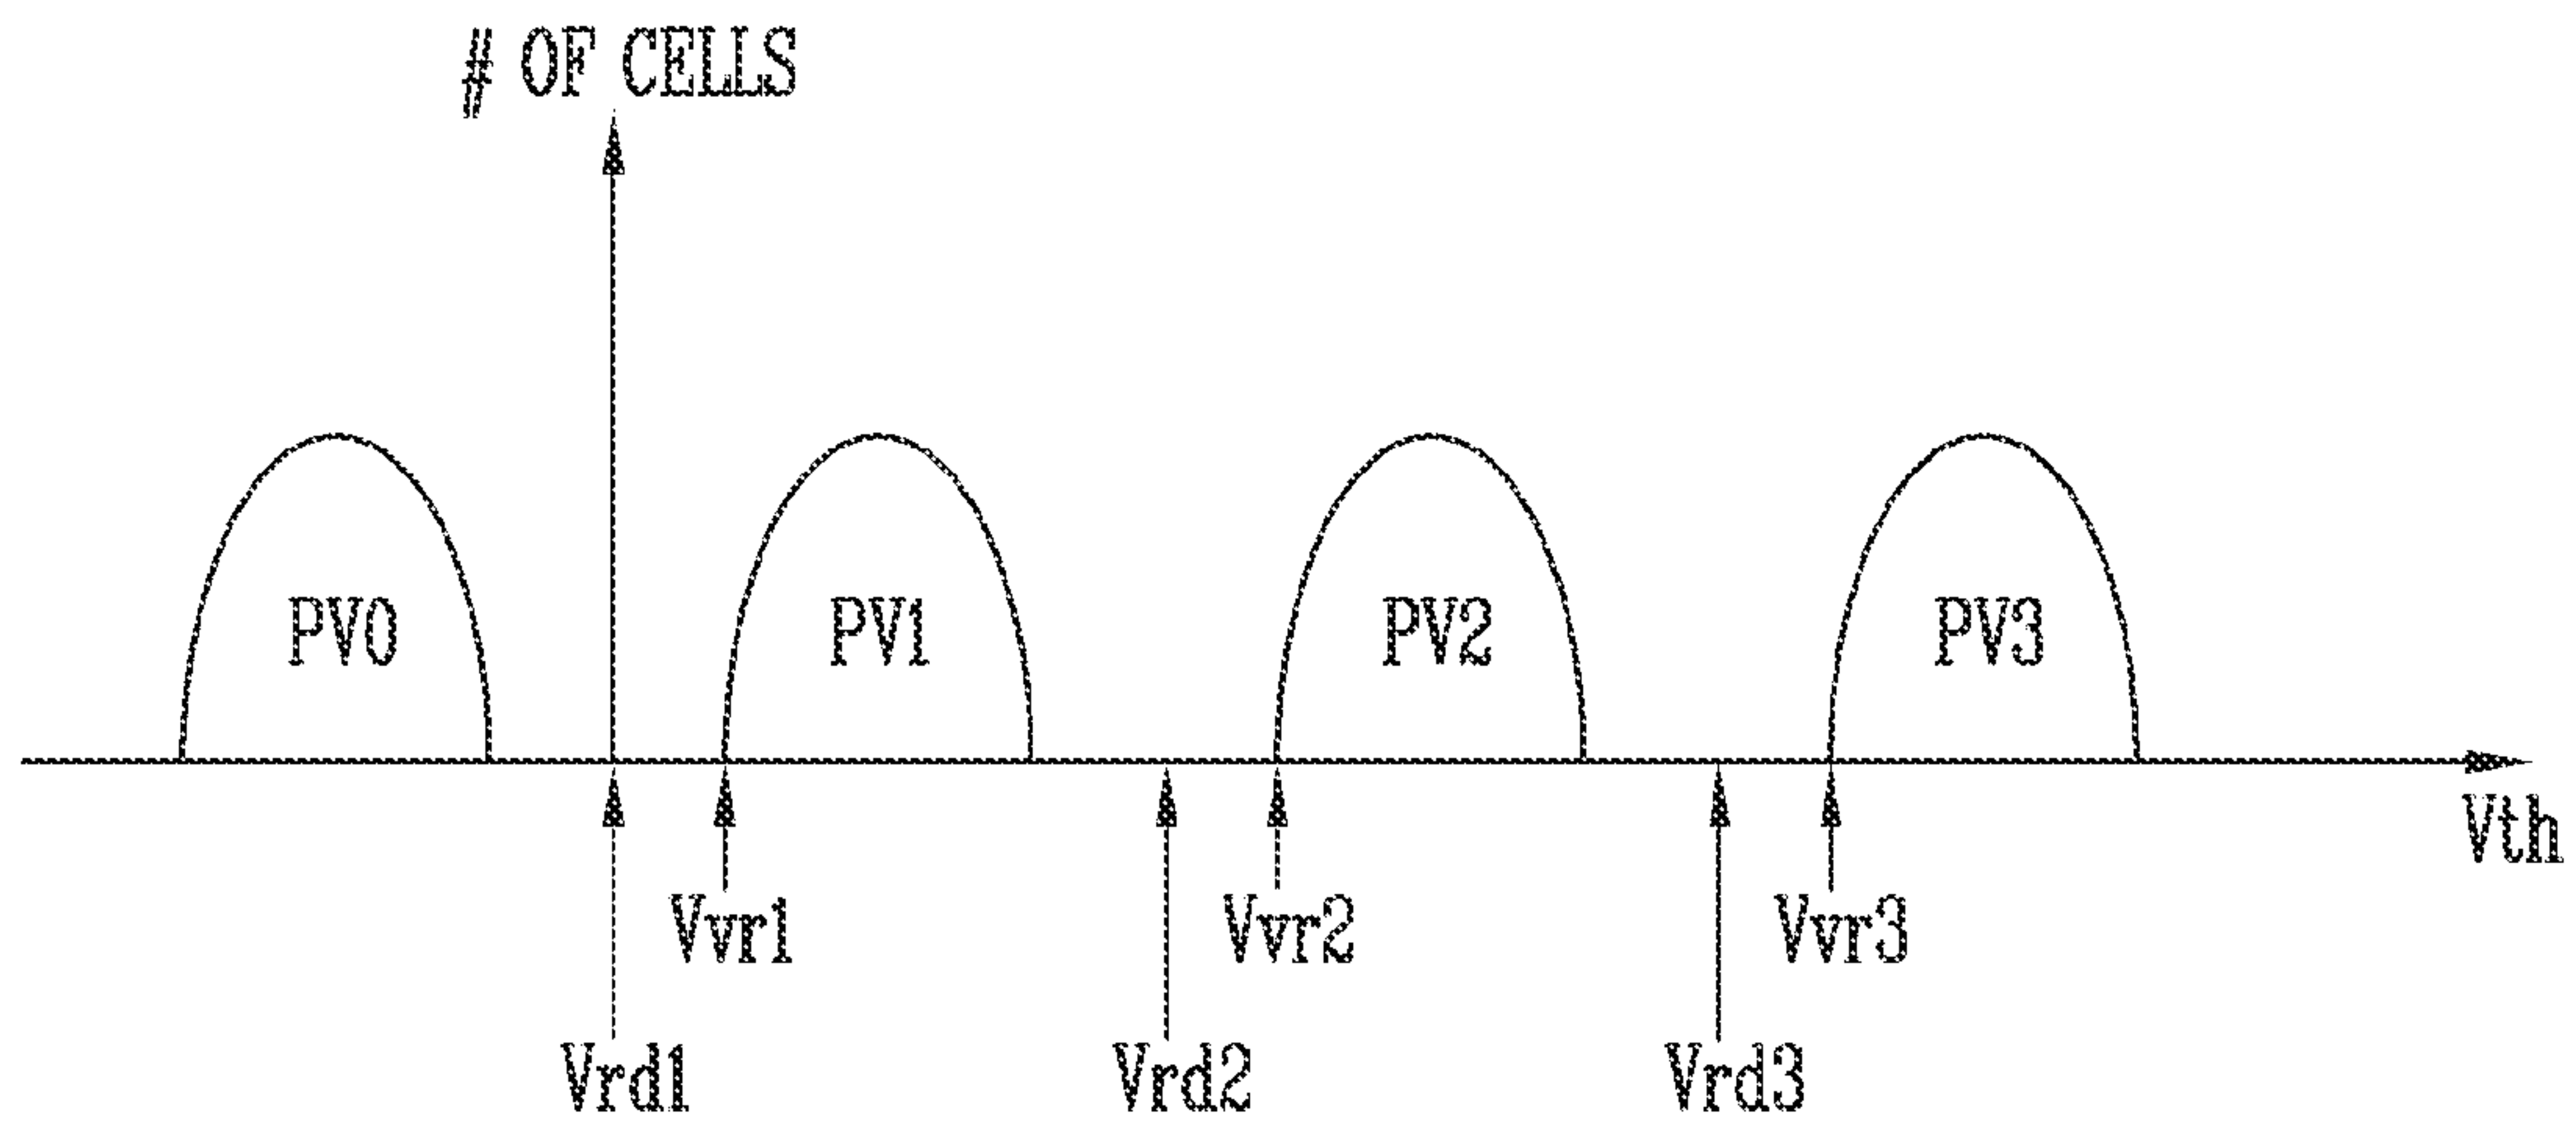 # OF CELLS
PV0 PV1 PV2 PV3
Vth
Vvr1 Vvr2 Vvr3
Vrd1 Vrd2 Vrd3